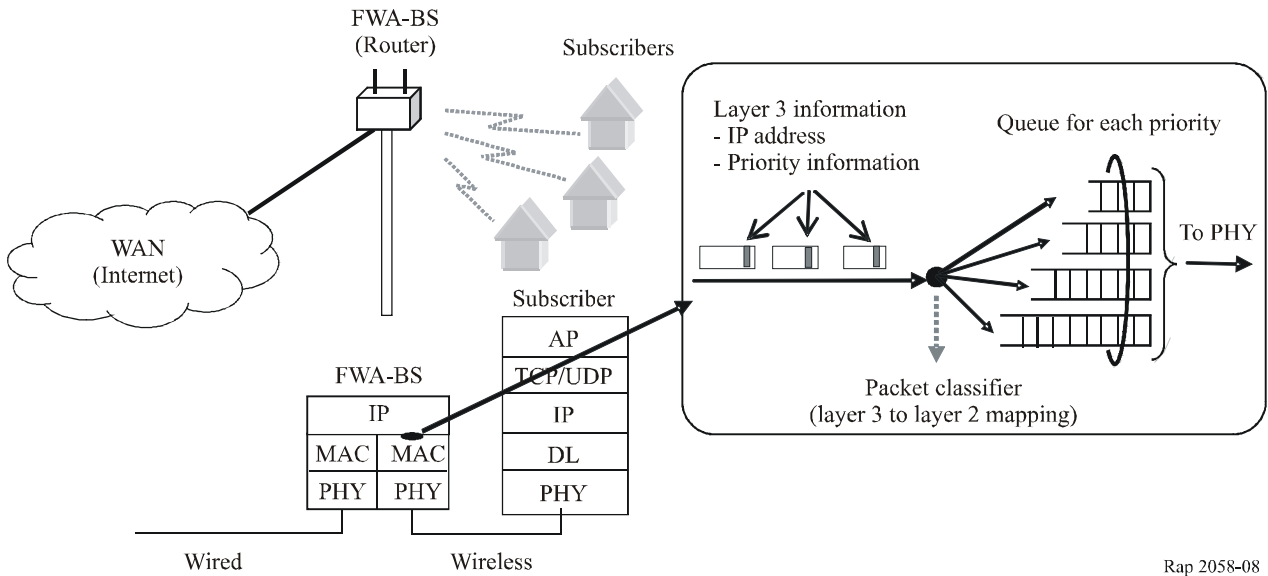 FWA-BS
(Router)
Subscribers
WAN
(Internet)
Layer 3 information
- IP address
- Priority information
Queue for each priority
To PHY
Packet classifier
(layer 3 to layer 2 mapping)
Subscriber
AP
TCP/UDP
IP
DL
PHY
FWA-BS
IP
MAC MAC
PHY PHY
Wired
Wireless
Rap 2058-08